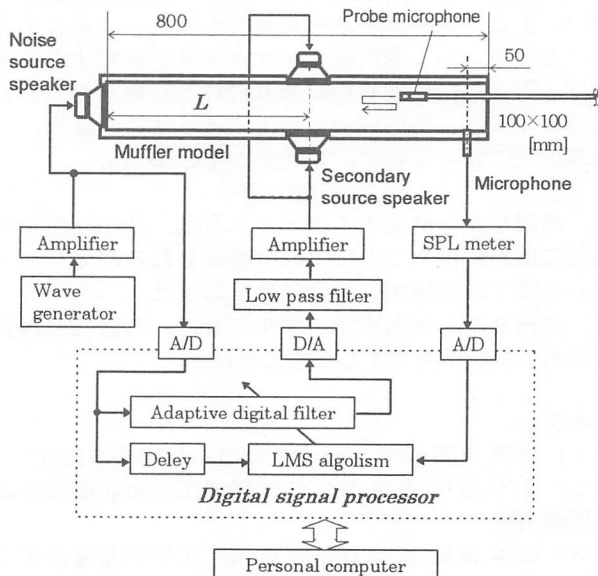 800
Probe microphone
Noise
source
speaker
50
L
100×100
[mm]
Muffler model
Secondary
source speaker
Microphone
Amplifier
Amplifier
SPL meter
Wave
generator
Low pass filter
A/D
D/A
A/D
Adaptive digital filter
Deley
LMS algolism
Digital signal processor
Personal computer